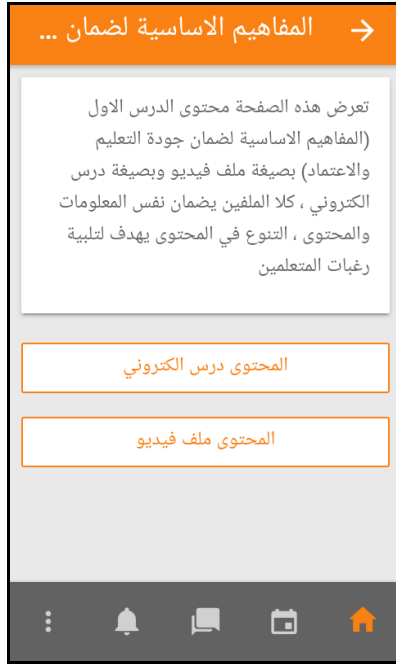 المفاهيم الاساسية لضمان ...
تعرض هذه الصفحة محتوى الدرس الاول
(المفاهيم الاساسية لضمان جودة التعليم
والاعتماد) بصيغة ملف فيديو وبصيغة درس
الكتروني ، كلا الملفين يضمان نفس المعلومات
والمحتوى ، التنوع في المحتوى يهدف لتلبية
رغبات المتعلمين
المحتوى درس الكتروني
المحتوى ملف فيديو